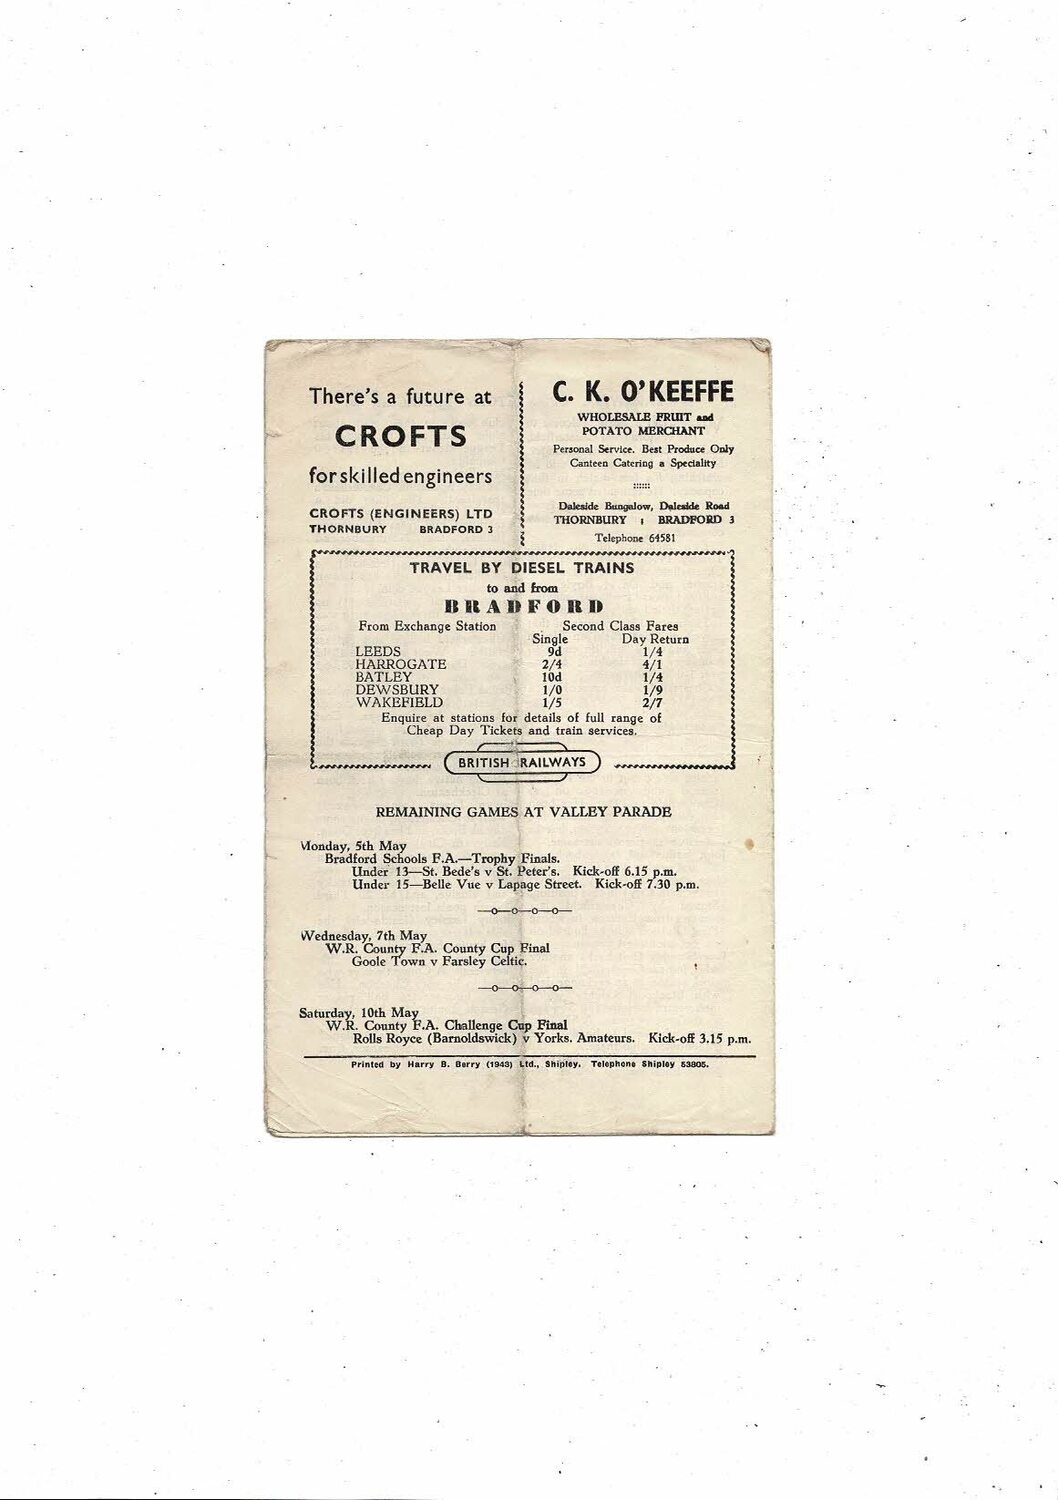 There's a future at
CROFTS
for skilled engineers
CROFTS (ENGINEERS) LTD
THORNBURY BRADFORD 3
C. K. O'KEEFFE
WHOLESALE FRUIT and
POTATO MERCHANT
Personal Service. Best Produce Only
Canteen Catering a Speciality
::::::
Daleside Bungalow, Daleside Road
THORNBURY : BRADFORD 3
Telephone 64581
TRAVEL BY DIESEL TRAINS
to and from
BRADFORD
From Exchange Station Second Class Fares
Single Day Return
LEEDS 9d 1/4
HARROGATE 2/4 4/1
BATLEY 10d 1/4
DEWSBURY 1/0 1/9
WAKEFIELD 1/5 2/7
Enquire at stations for details of full range of
Cheap Day Tickets and train services.
BRITISH RAILWAYS
REMAINING GAMES AT VALLEY PARADE
Monday, 5th May
Bradford Schools F.A.—Trophy Finals.
Under 13—St. Bede's v St. Peter's. Kick-off 6.15 p.m.
Under 15—Belle Vue v Lapage Street. Kick-off 7.30 p.m.
Wednesday, 7th May
W.R. County F.A. County Cup Final
Goole Town v Farsley Celtic.
Saturday, 10th May
W.R. County F.A. Challenge Cup Final
Rolls Royce (Barnoldswick) v Yorks. Amateurs. Kick-off 3.15 p.m.
Printed by Harry B. Berry (1943) Ltd., Shipley. Telephone Shipley 53805.